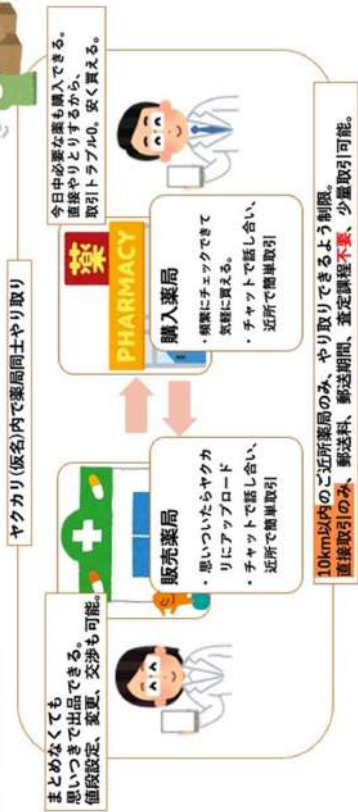 ヤクカリ(仮名)内で薬局同士やり取り
まとめなくても
思いつきで出品できる。
値段設定、変更、交渉も可能。
今日中必要な薬も購入できる。
直接やりとりするから、
取引トラブル0。安く買える。
薬
PHARMACY
販売薬局
・思いついたらヤクカ
リにアップロード
・チャットで話し合い、
近所で簡単取引
購入薬局
・頻繁にチェックできて
気軽に買える。
・チャットで話し合い、
近所で簡単取引
10km以内のご近所薬局のみ、やり取りできるよう制限。
直接取引のみ、郵送料、郵送期間、査定課程不要、少量取引可能。